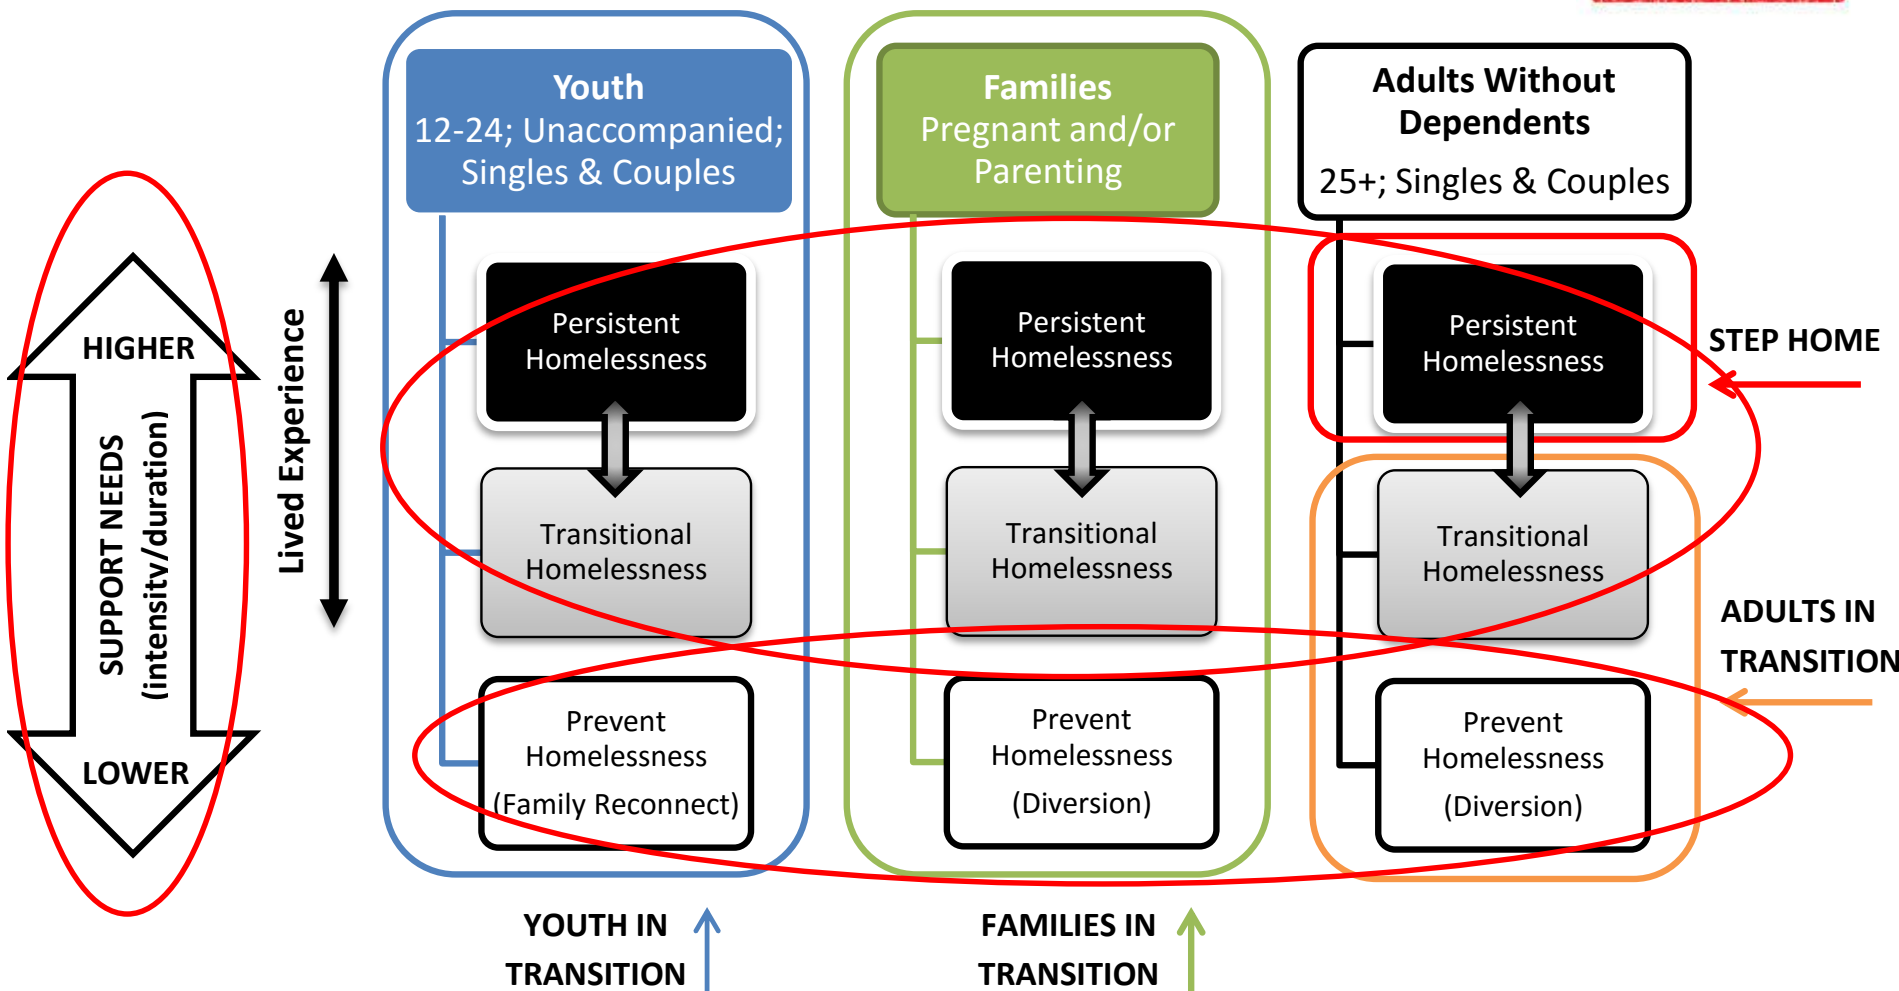 Youth
12-24; Unaccompanied;
Singles & Couples
Families
Pregnant and/or
Parenting
Adults Without
Dependents
25+; Singles & Couples
HIGHER
SUPPORT NEEDS
(intensity/duration)
LOWER
Lived Experience
Persistent
Homelessness
Transitional
Homelessness
Prevent
Homelessness
(Family Reconnect)
Persistent
Homelessness
Transitional
Homelessness
Prevent
Homelessness
(Diversion)
Persistent
Homelessness
Transitional
Homelessness
Prevent
Homelessness
(Diversion)
STEP HOME
ADULTS IN
TRANSITION
YOUTH IN
TRANSITION
FAMILIES IN
TRANSITION